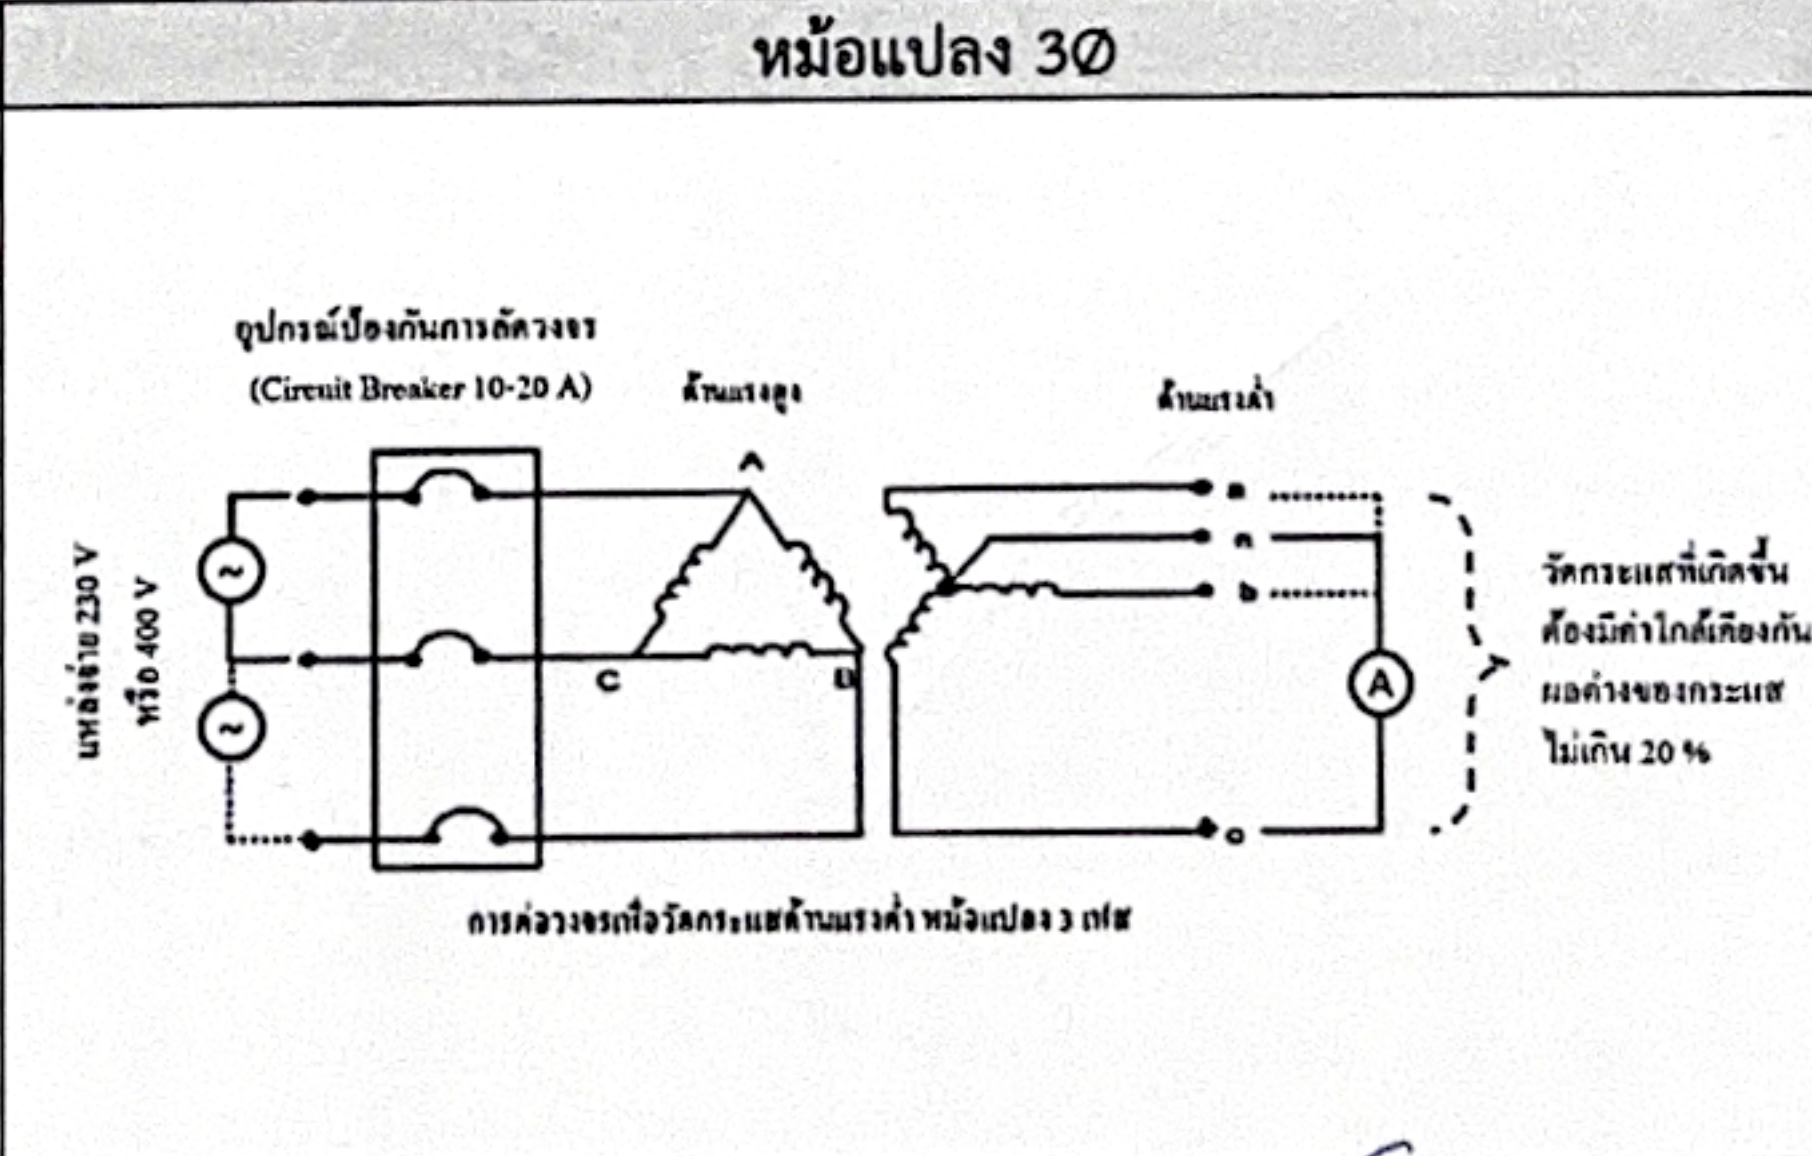 หม้อแปลง 3Ø
อุปกรณ์ป้องกันการลัดวงจร
(Circuit Breaker 10-20 A)
ด้านแรงสูง
ด้านแรงต่ำ
A
a
n
b
แหล่งจ่าย 230 V
หรือ 400 V
~
~
C
B
A
c
วัดกระแสที่เกิดขึ้น
ต้องมีค่าใกล้เคียงกัน
ผลต่างของกระแส
ไม่เกิน 20 %
การต่อวงจรเพื่อวัดกระแสด้านแรงต่ำ หม้อแปลง 3 เฟส